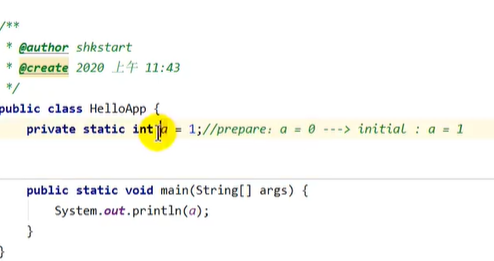 /**
* @author shkstart
* @create 2020 上午 11:43
*/
public class HelloApp {
private static int a = 1;//prepare: a = 0 ---> initial : a = 1
public static void main(String[] args) {
System.out.println(a);
}
}